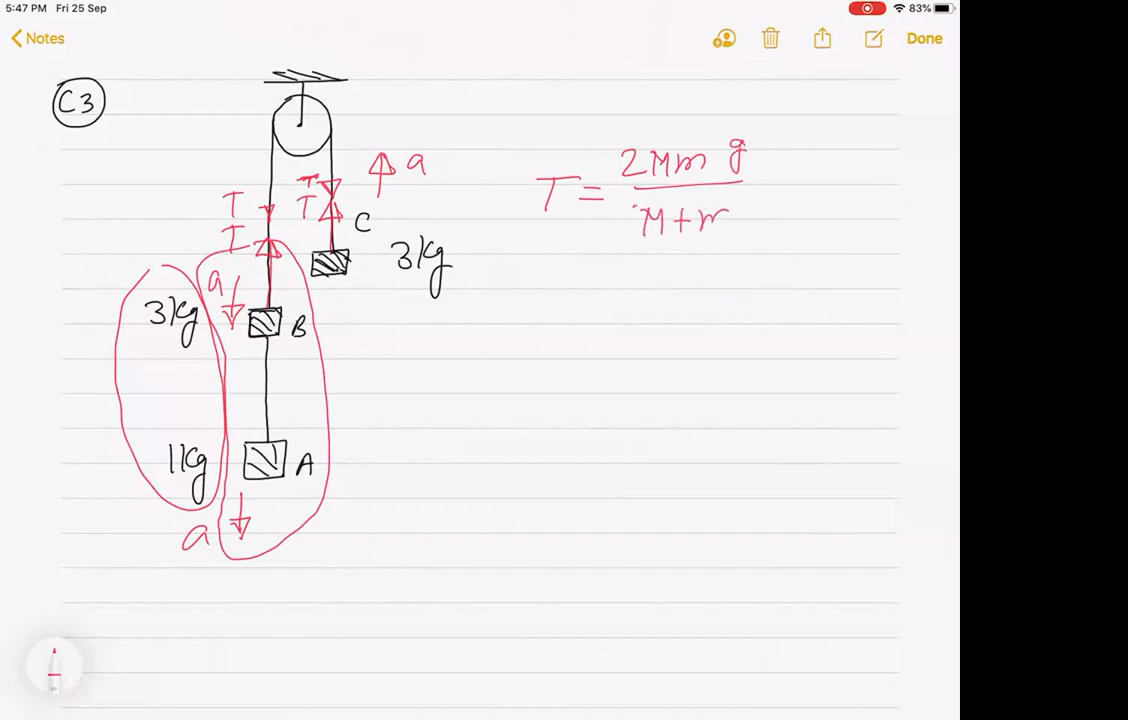 5:47 PM Fri 25 Sep
83%
Notes
Done
C3
T = 2Mm g / M+m
a
T
T
T
T
C
3kg
a
3kg
B
1kg
A
a